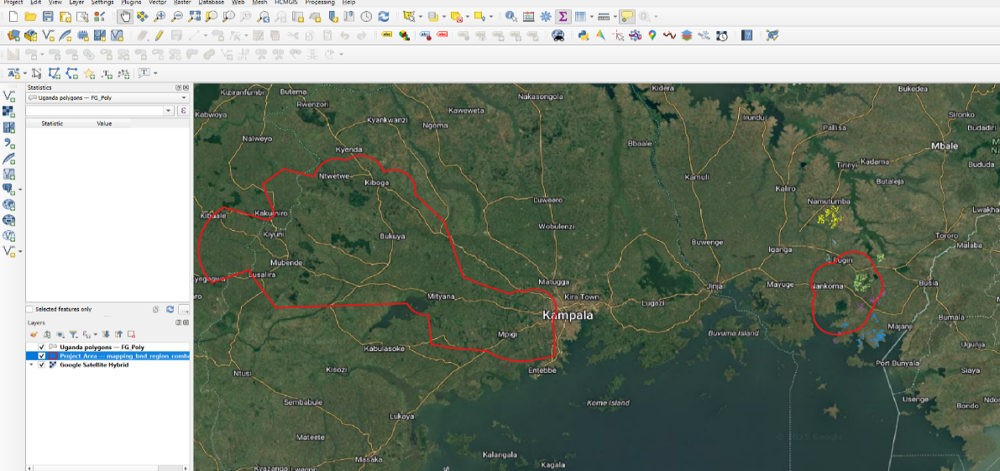 Project Edit View Layer Settings Plugins Vector Raster Database Web Mesh HCMGIS Processing Help
Statistics
Uganda polygons — FG_Poly
Statistic Value
Selected features only
Layers
Uganda polygons — FG_Poly
Project Area — mapping_bnd_region_combi
Google Satellite Hybrid
Kidera
Bukedea
Kiziranfumbi
Butema
Nakasongola
Rwenzori
Kabwoya
Kaweweta
Irundu
Sironko
Kyankwanzi
Ngoma
Pallisa
Budadiri
Nalweyo
Bbaale
Mbale
Kyenda
Tirinyi
Kadama
Bududa
Ntwetwe
Kiboga
Kamuli
Butaleja
Kaliro
Luweero
Namutumba
Lwakha
Kibaale
Kakumiro
Wobulenzi
Kiyuni
Bukuya
Tororo
Buwenge
Malaba
Iganga
Mubende
Bugiri
Lusalira
Matugga
Jinja
Mayuge
Nankoma
Busia
Mityana
Kira Town
Lugazi
Kampala
Bumala
Majanji
Mpigi
Buvuma Island
Kabulasoke
Ugunja
Port Bunyala
Ntusi
Kisozi
Entebbe
Siaya
Sembabule
Kome Island
Usenge
Bondo
Lukaya
Mateete
© 2025 Google
Kalangala
Masaka
Kagala